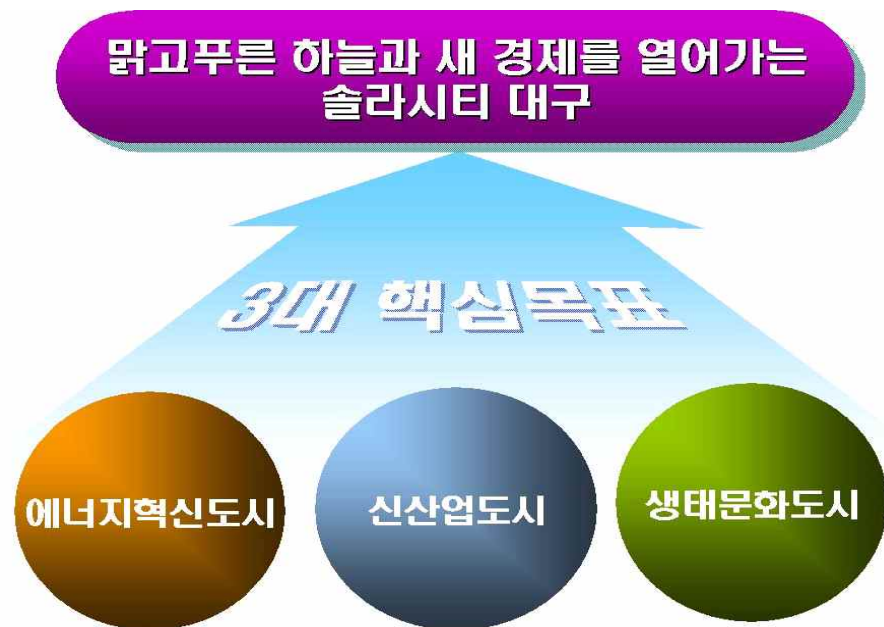 맑고푸른 하늘과 새 경제를 열어가는
솔라시티 대구
3대 핵심목표
에너지혁신도시
신산업도시
생태문화도시